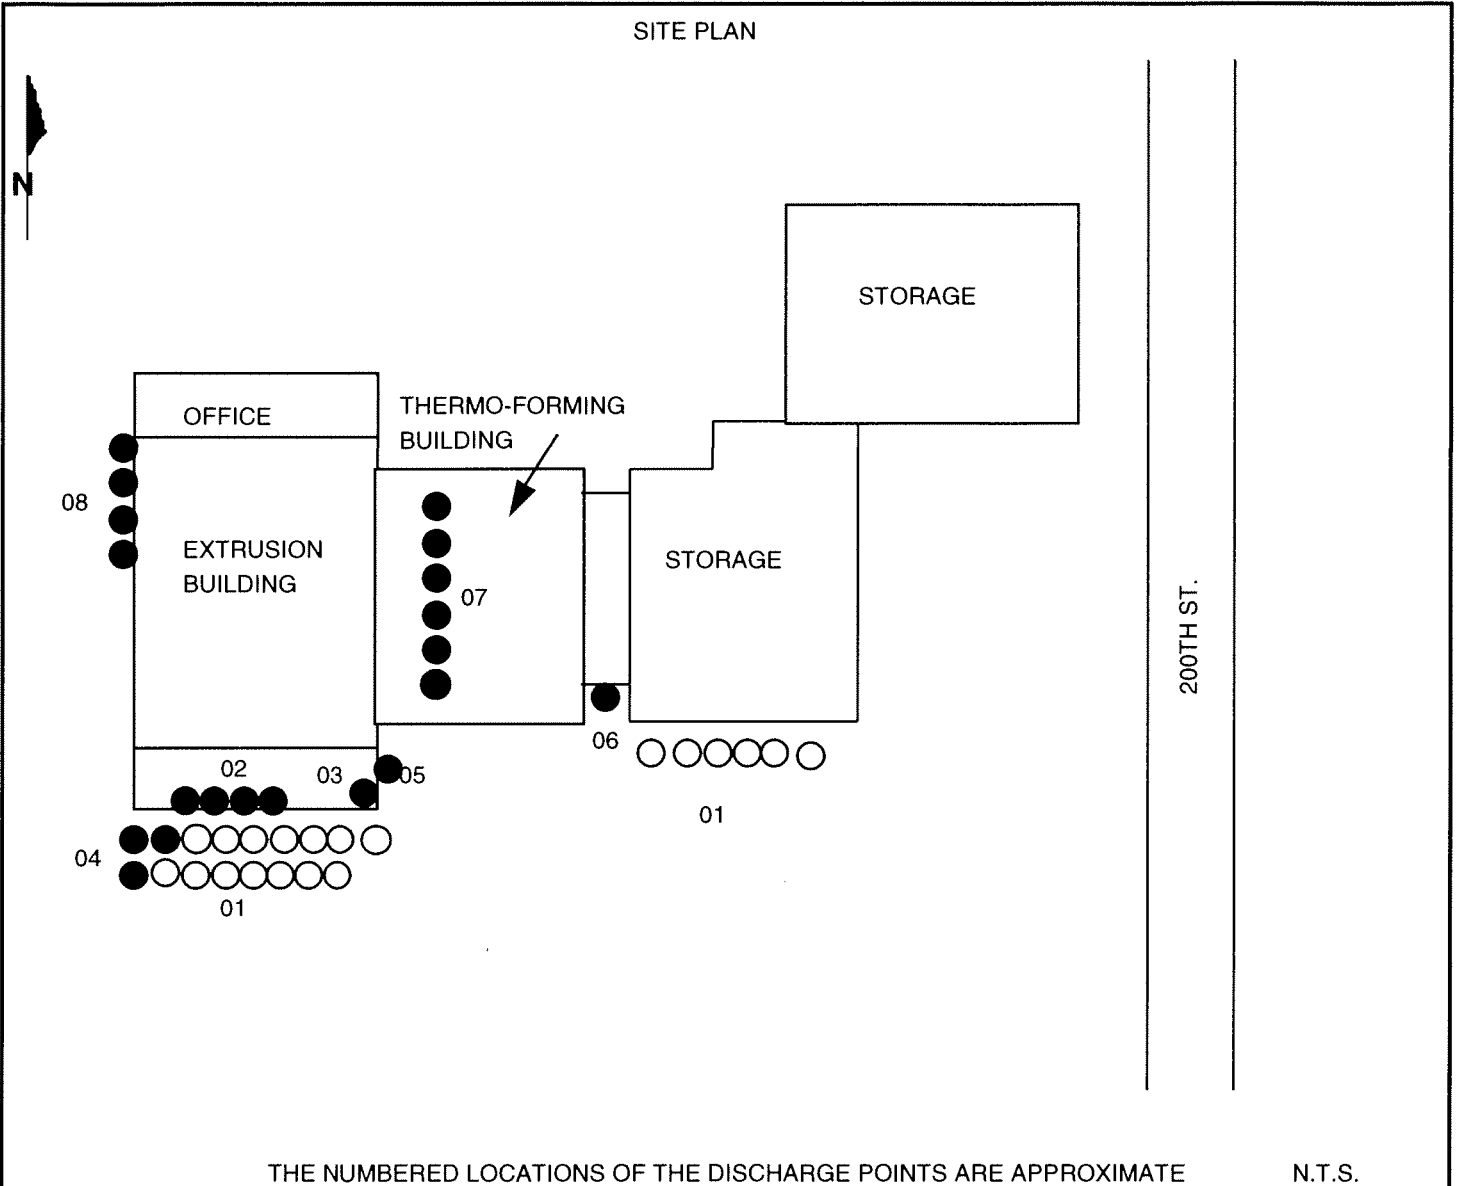 SITE PLAN
N
STORAGE
OFFICE
THERMO-FORMING
BUILDING
08
EXTRUSION
BUILDING
STORAGE
07
200TH ST.
06
02
03
05
01
04
01
THE NUMBERED LOCATIONS OF THE DISCHARGE POINTS ARE APPROXIMATE
N.T.S.